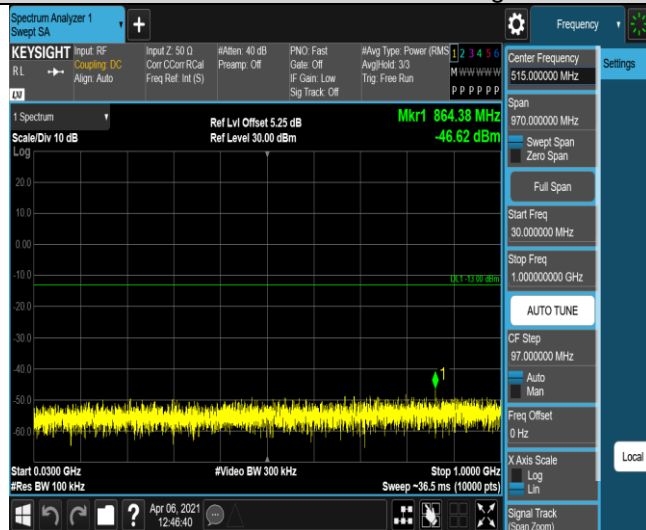 Spectrum Analyzer 1
Swept SA
Frequency
KEYSIGHT
Input: RF
Input Z: 50 Ω
#Atten: 40 dB
PNO: Fast
#Avg Type: Power (RMS
1 2 3 4 5 6
RL
Coupling: DC
Corr CCorr RCal
Preamp: Off
Gate: Off
Avg|Hold: 3/3
M W W W W W
Align: Auto
Freq Ref: Int (S)
IF Gain: Low
Trig: Free Run
Sig Track: Off
P P P P P P
LXI
1 Spectrum
Ref Lvl Offset 5.25 dB
Mkr1 864.38 MHz
Scale/Div 10 dB
Ref Level 30.00 dBm
-46.62 dBm
Log
20.0
10.0
0.00
-10.0
DL1 -13.00 dBm
-20.0
-30.0
-40.0
1
-50.0
-60.0
Start 0.0300 GHz
#Video BW 300 kHz
Stop 1.0000 GHz
#Res BW 100 kHz
Sweep ~36.5 ms (10000 pts)
?
Apr 06, 2021
12:46:40
Center Frequency
515.000000 MHz
Settings
Span
970.000000 MHz
Swept Span
Zero Span
Full Span
Start Freq
30.000000 MHz
Stop Freq
1.000000000 GHz
AUTO TUNE
CF Step
97.000000 MHz
Auto
Man
Freq Offset
0 Hz
X Axis Scale
Log
Lin
Local
Signal Track
(Span Zoom)